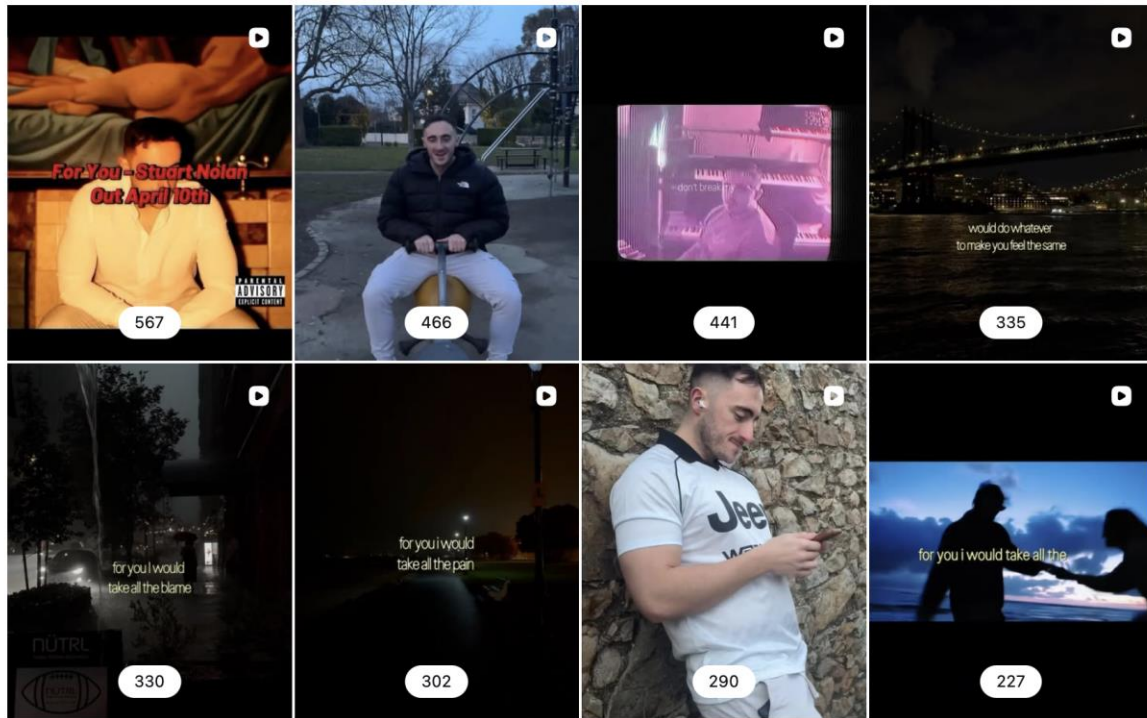 For You - Stuart Nolan
Out April 10th
PARENTAL
ADVISORY
EXPLICIT CONTENT
567
466
don't break
441
would do whatever
to make you feel the same
335
for you I would
take all the blame
NÜTRL
NÜTRL
330
for you i would
take all the pain
302
Jeep
290
for you i would take all the
227